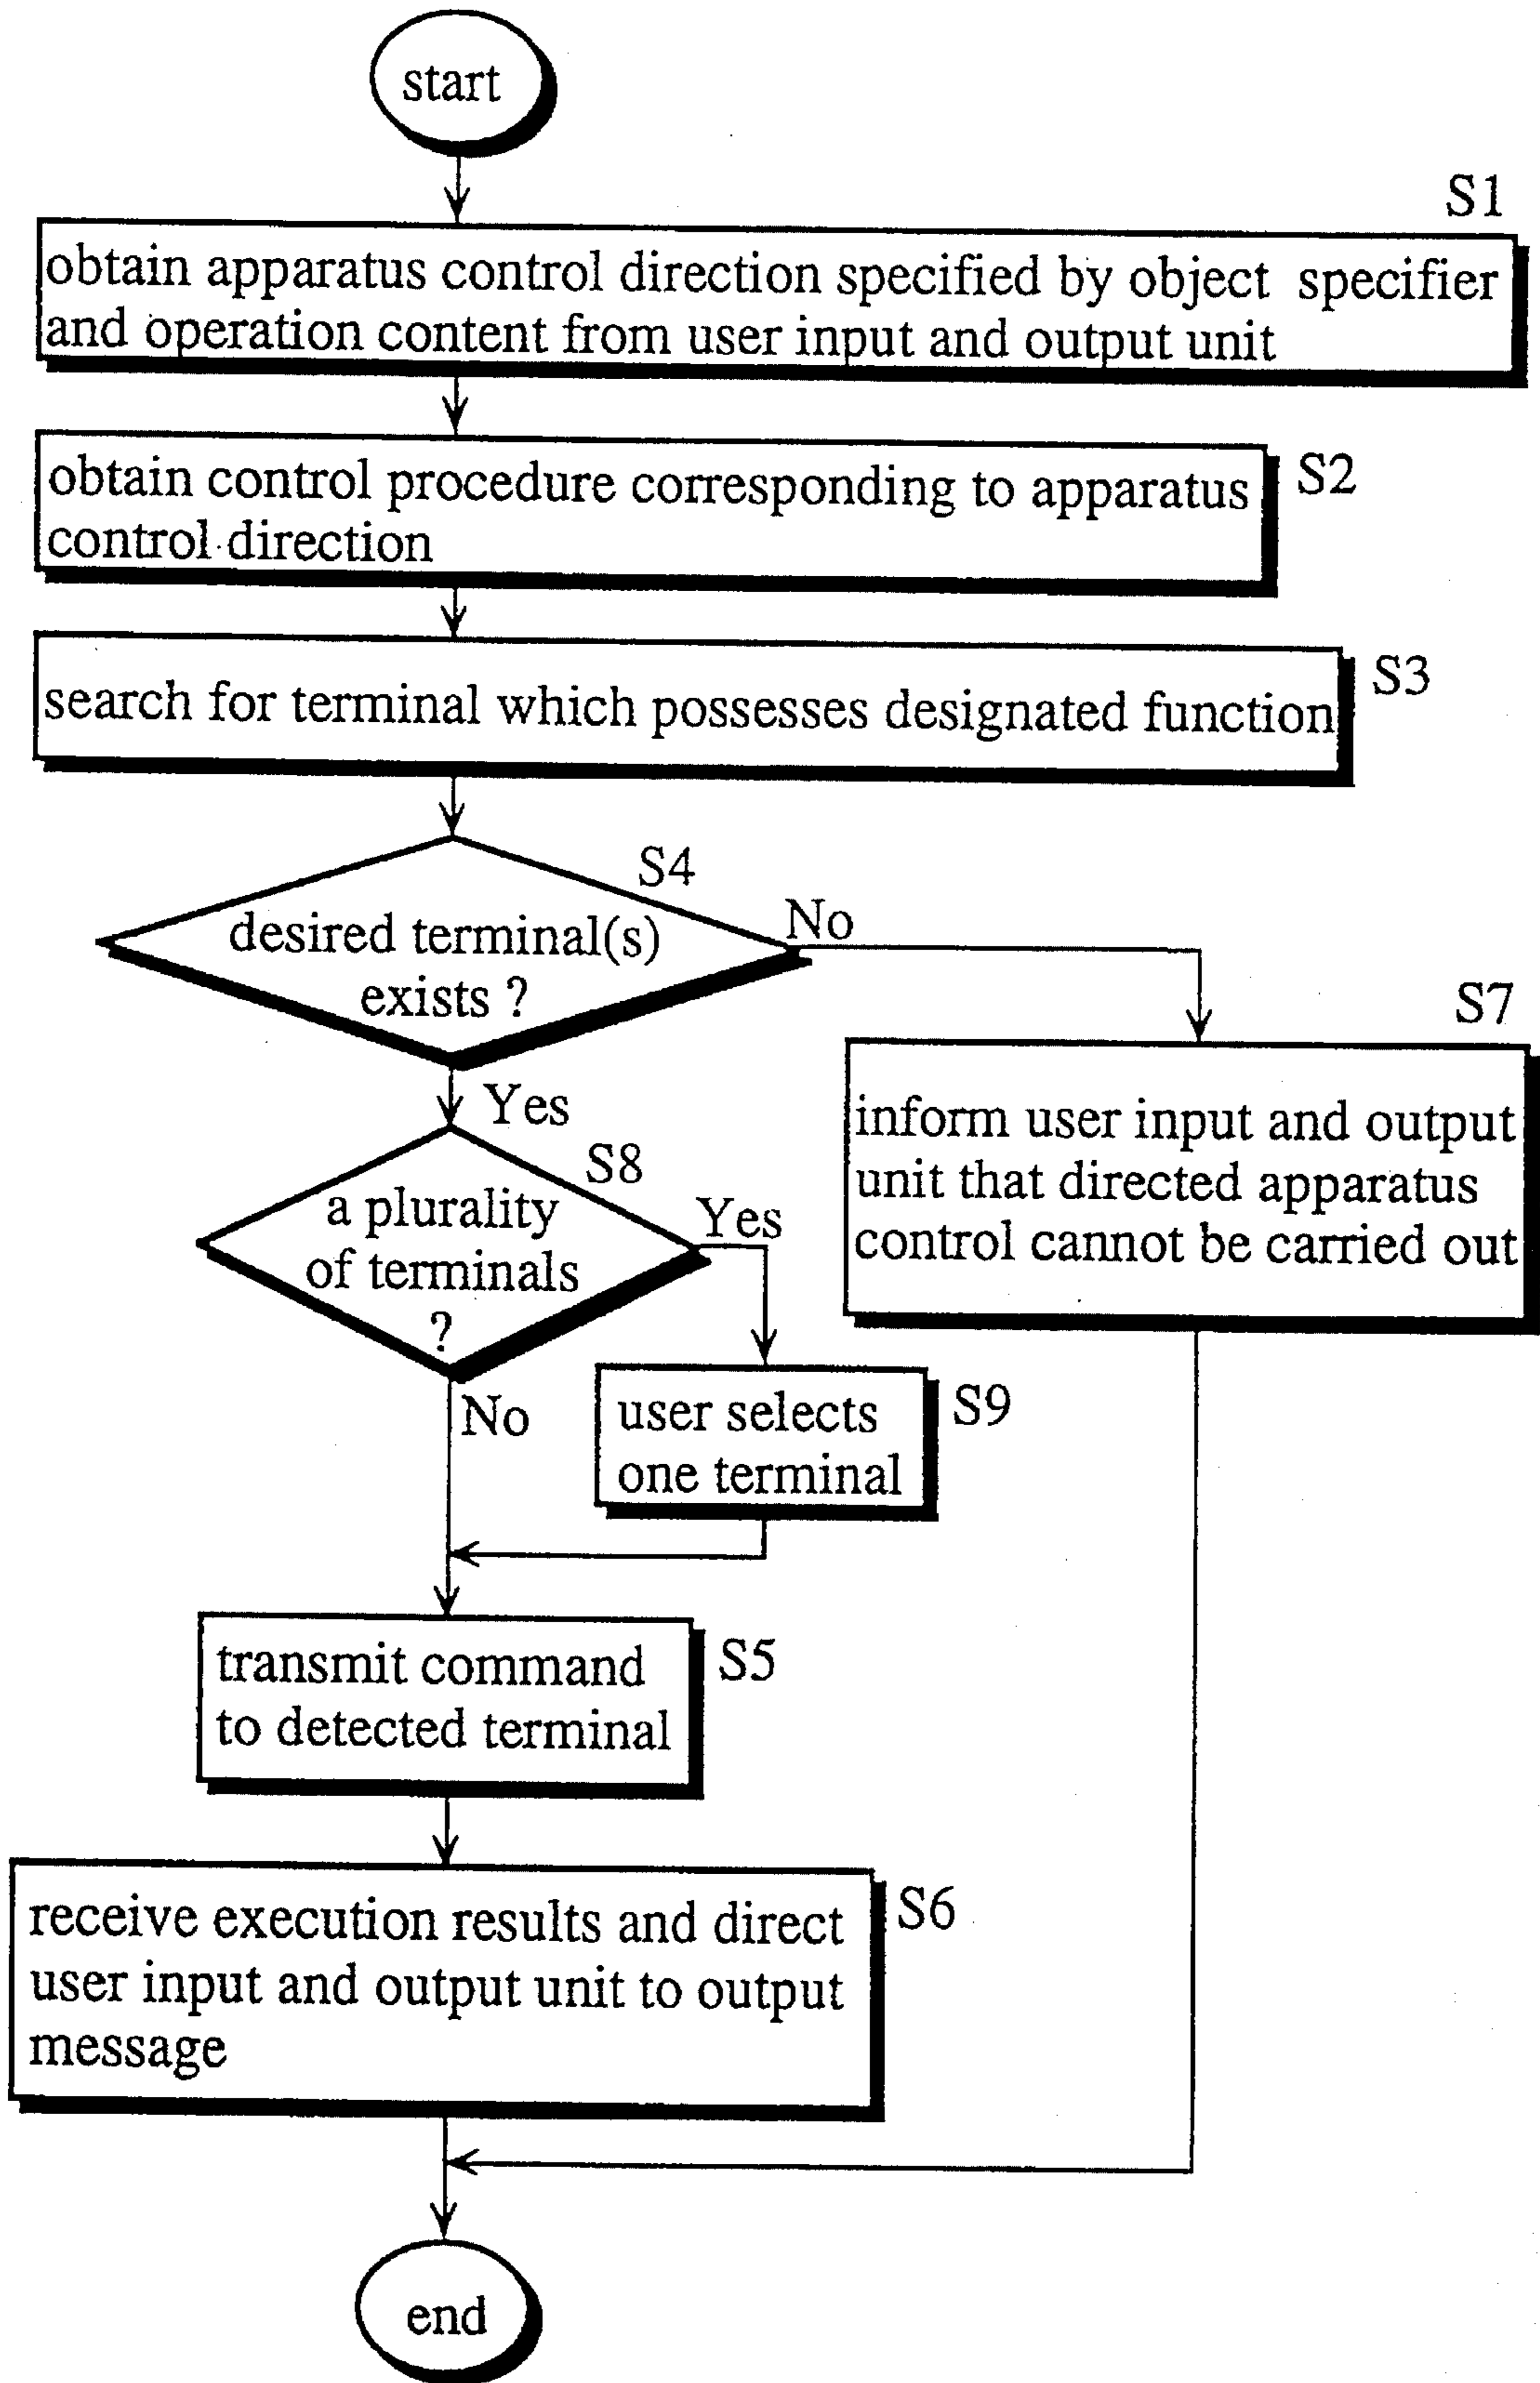 start
S1
obtain apparatus control direction specified by object specifier
and operation content from user input and output unit
S2
obtain control procedure corresponding to apparatus
control direction
S3
search for terminal which possesses designated function
S4
desired terminal(s)
exists ?
No
Yes
S7
inform user input and output
unit that directed apparatus
control cannot be carried out
S8
a plurality
of terminals
?
Yes
No
S9
user selects
one terminal
S5
transmit command
to detected terminal
S6
receive execution results and direct
user input and output unit to output
message
end